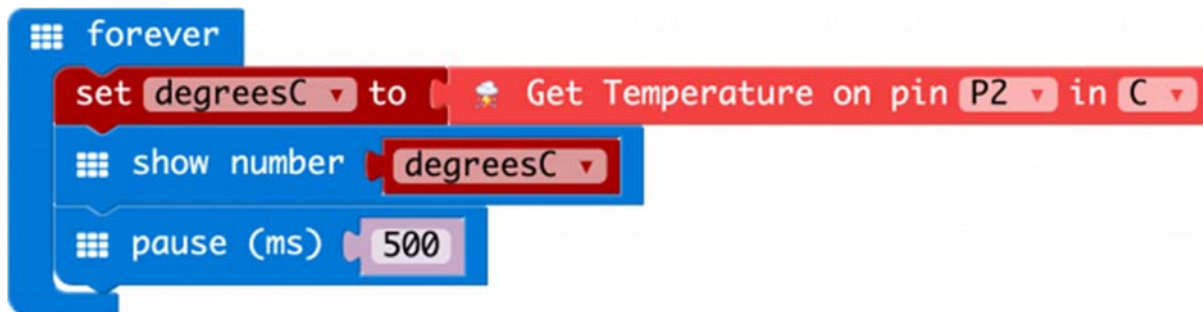 forever
set degreesC to Get Temperature on pin P2 in C
show number degreesC
pause (ms) 500